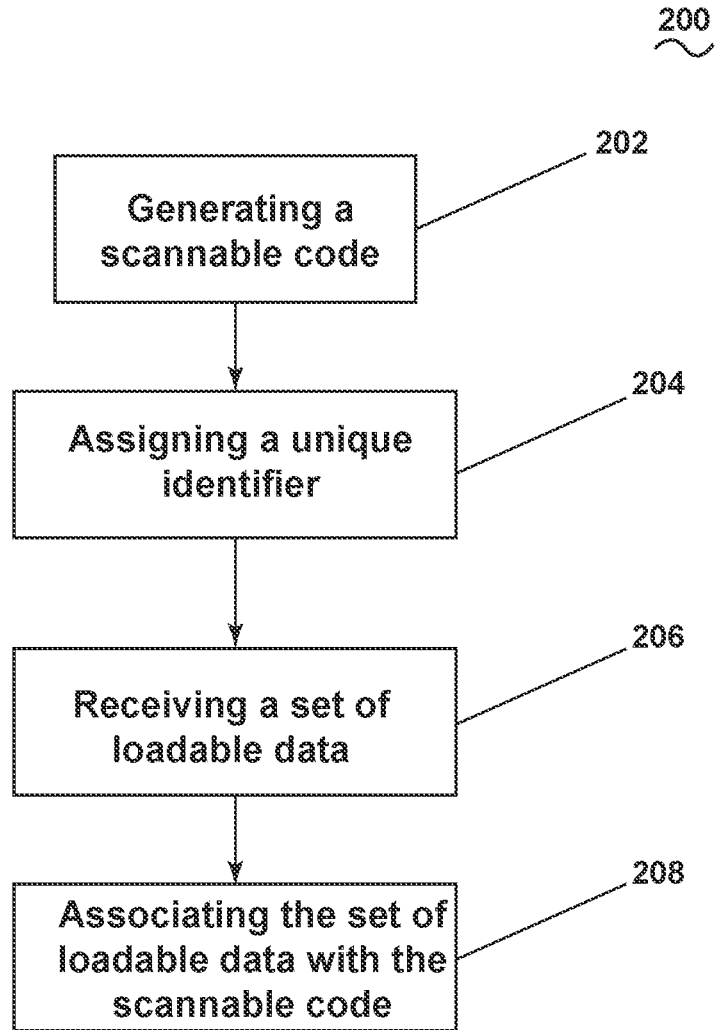 200
202
Generating a
scannable code
204
Assigning a unique
identifier
206
Receiving a set of
loadable data
208
Associating the set of
loadable data with the
scannable code